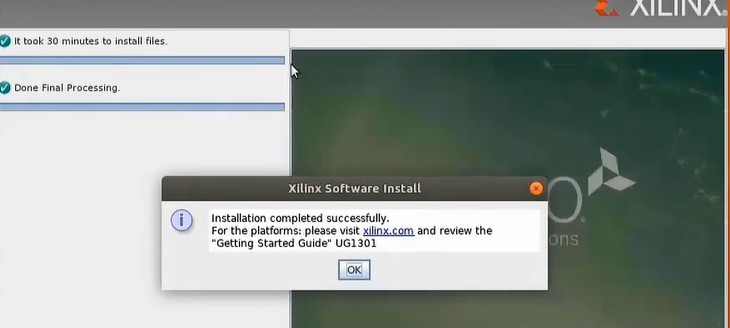 XILINX
It took 30 minutes to install files.
Done Final Processing.
Xilinx Software Install
Installation completed successfully.
For the platforms: please visit xilinx.com and review the
"Getting Started Guide" UG1301
OK
O.
ons